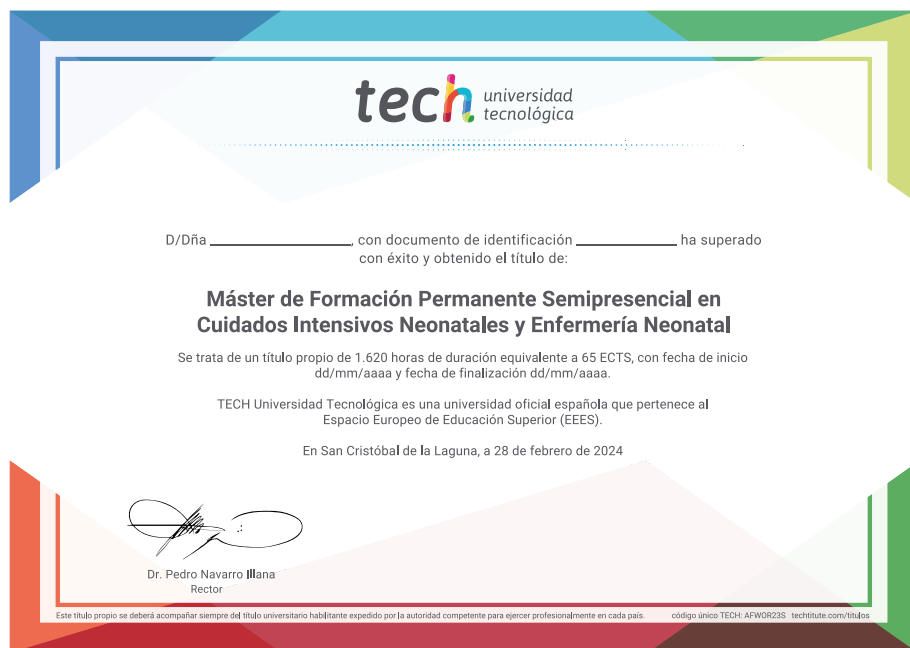 tech universidad
tecnológica
D/Dña ____________________, con documento de identificación ______________ ha superado
con éxito y obtenido el título de:
Máster de Formación Permanente Semipresencial en
Cuidados Intensivos Neonatales y Enfermería Neonatal
Se trata de un título propio de 1.620 horas de duración equivalente a 65 ECTS, con fecha de inicio
dd/mm/aaaa y fecha de finalización dd/mm/aaaa.
TECH Universidad Tecnológica es una universidad oficial española que pertenece al
Espacio Europeo de Educación Superior (EEES).
En San Cristóbal de la Laguna, a 28 de febrero de 2024
Dr. Pedro Navarro Illana
Rector
Este título propio se deberá acompañar siempre del título universitario habilitante expedido por la autoridad competente para ejercer profesionalmente en cada país. código único TECH: AFWOR23S techtitute.com/titulos